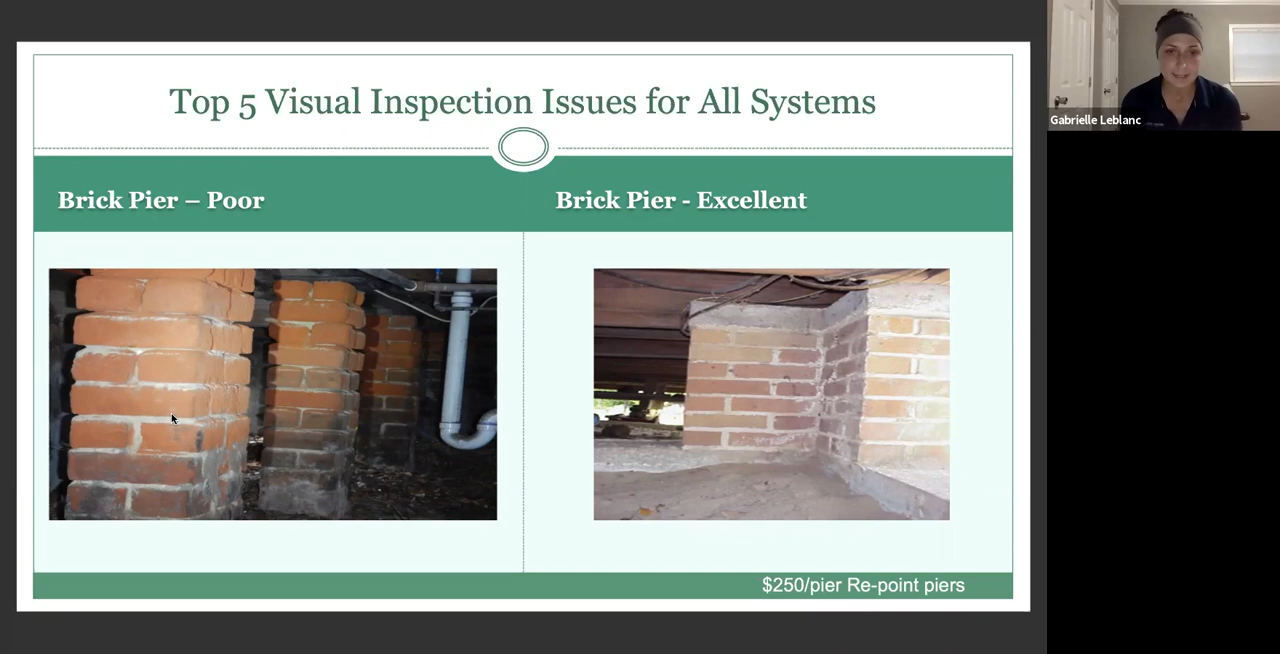 Top 5 Visual Inspection Issues for All Systems
Brick Pier – Poor
Brick Pier - Excellent
$250/pier Re-point piers
Gabrielle Leblanc